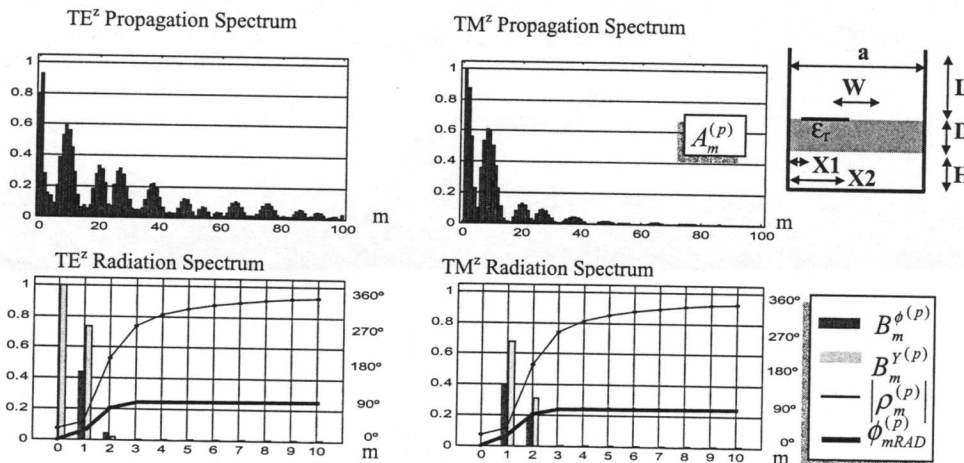 TE^z Propagation Spectrum
1
0.8
0.6
0.4
0.2
0
0 20 40 60 80 100 m
TM^z Propagation Spectrum
1
0.8
0.6
0.4
0.2
0
0 20 40 60 80 100 m
A_m^{(p)}
a
W
L
ε_r
D
X1
X2
H
TE^z Radiation Spectrum
1
0.8
0.6
0.4
0.2
0
360°
270°
180°
90°
0°
0 1 2 3 4 5 6 7 8 9 10 m
TM^z Radiation Spectrum
1
0.8
0.6
0.4
0.2
0
360°
270°
180°
90°
0°
0 1 2 3 4 5 6 7 8 9 10 m
B_m^{ϕ(p)}
B_m^{Y(p)}
|ρ_m^{(p)}|
ϕ_{mRAD}^{(p)}